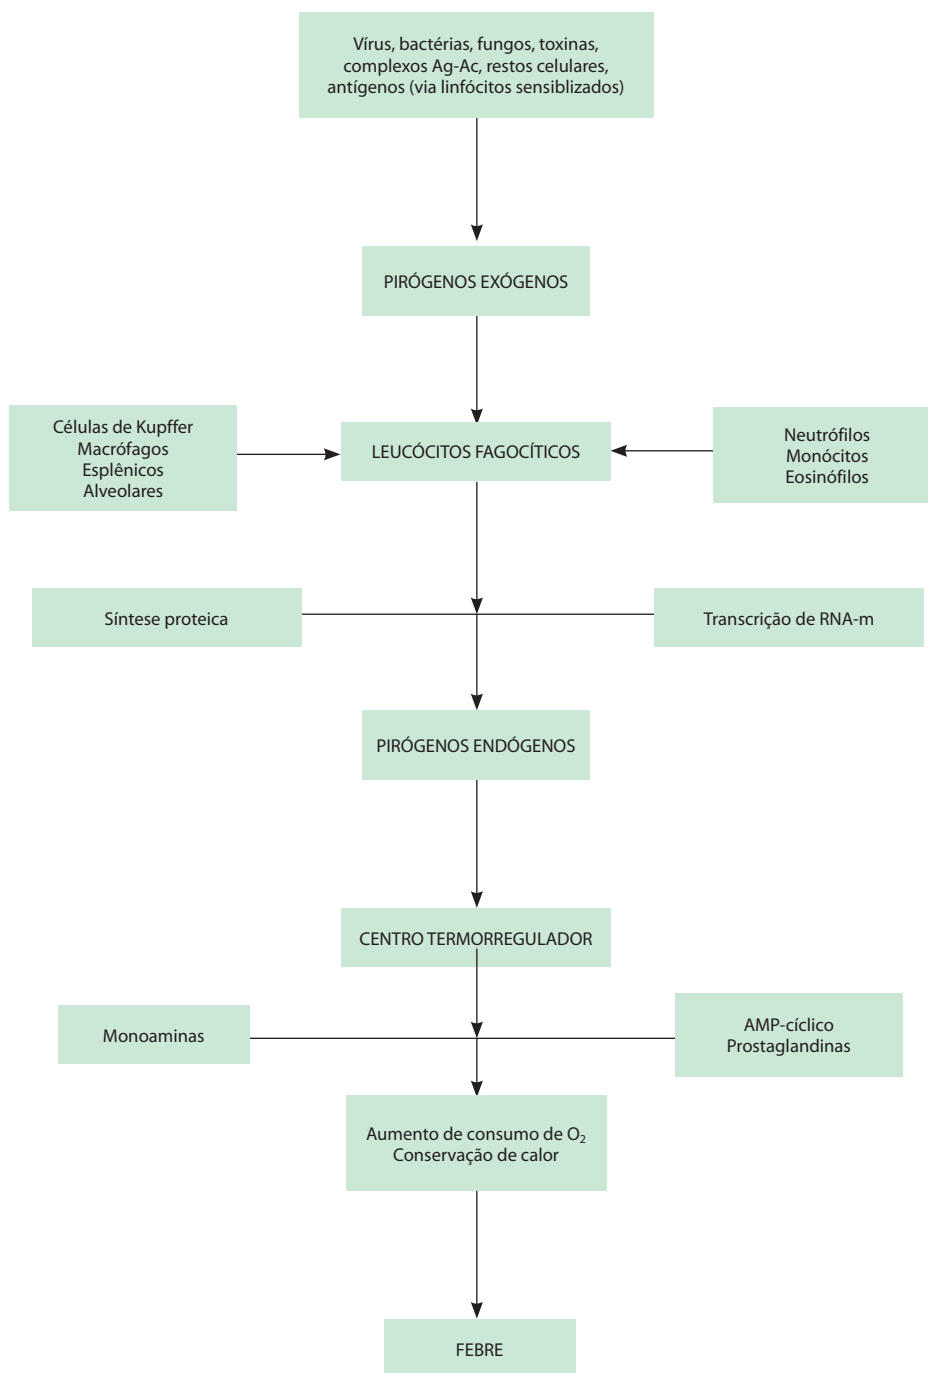 Vírus, bactérias, fungos, toxinas,
complexos Ag-Ac, restos celulares,
antígenos (via linfócitos sensiblizados)
PIRÓGENOS EXÓGENOS
Células de Kupffer
Macrófagos
Esplênicos
Alveolares
LEUCÓCITOS FAGOCÍTICOS
Neutrófilos
Monócitos
Eosinófilos
Síntese proteica
Transcrição de RNA-m
PIRÓGENOS ENDÓGENOS
CENTRO TERMORREGULADOR
Monoaminas
AMP-cíclico
Prostaglandinas
Aumento de consumo de O₂
Conservação de calor
FEBRE